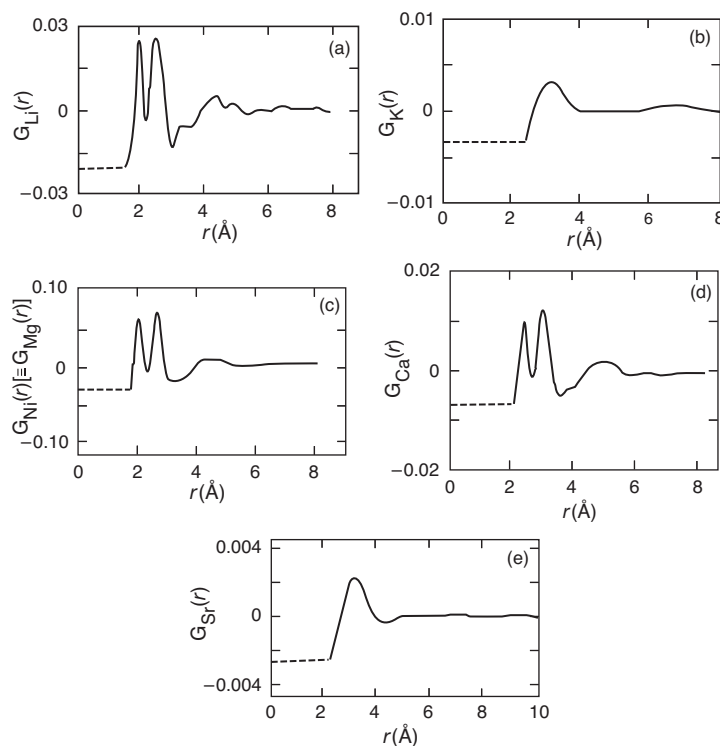 0.03
(a)
G_Li(r)
0
−0.03
0 2 4 6 8
r(Å)
0.01
(b)
G_K(r)
0
−0.01
0 2 4 6 8
r(Å)
0.10
(c)
G_Ni(r)[≡G_Mg(r)]
0
−0.10
0 2 4 6 8
r(Å)
0.02
(d)
G_Ca(r)
0
−0.02
0 2 4 6 8
r(Å)
0.004
(e)
G_Sr(r)
0
−0.004
0 2 4 6 8 10
r(Å)